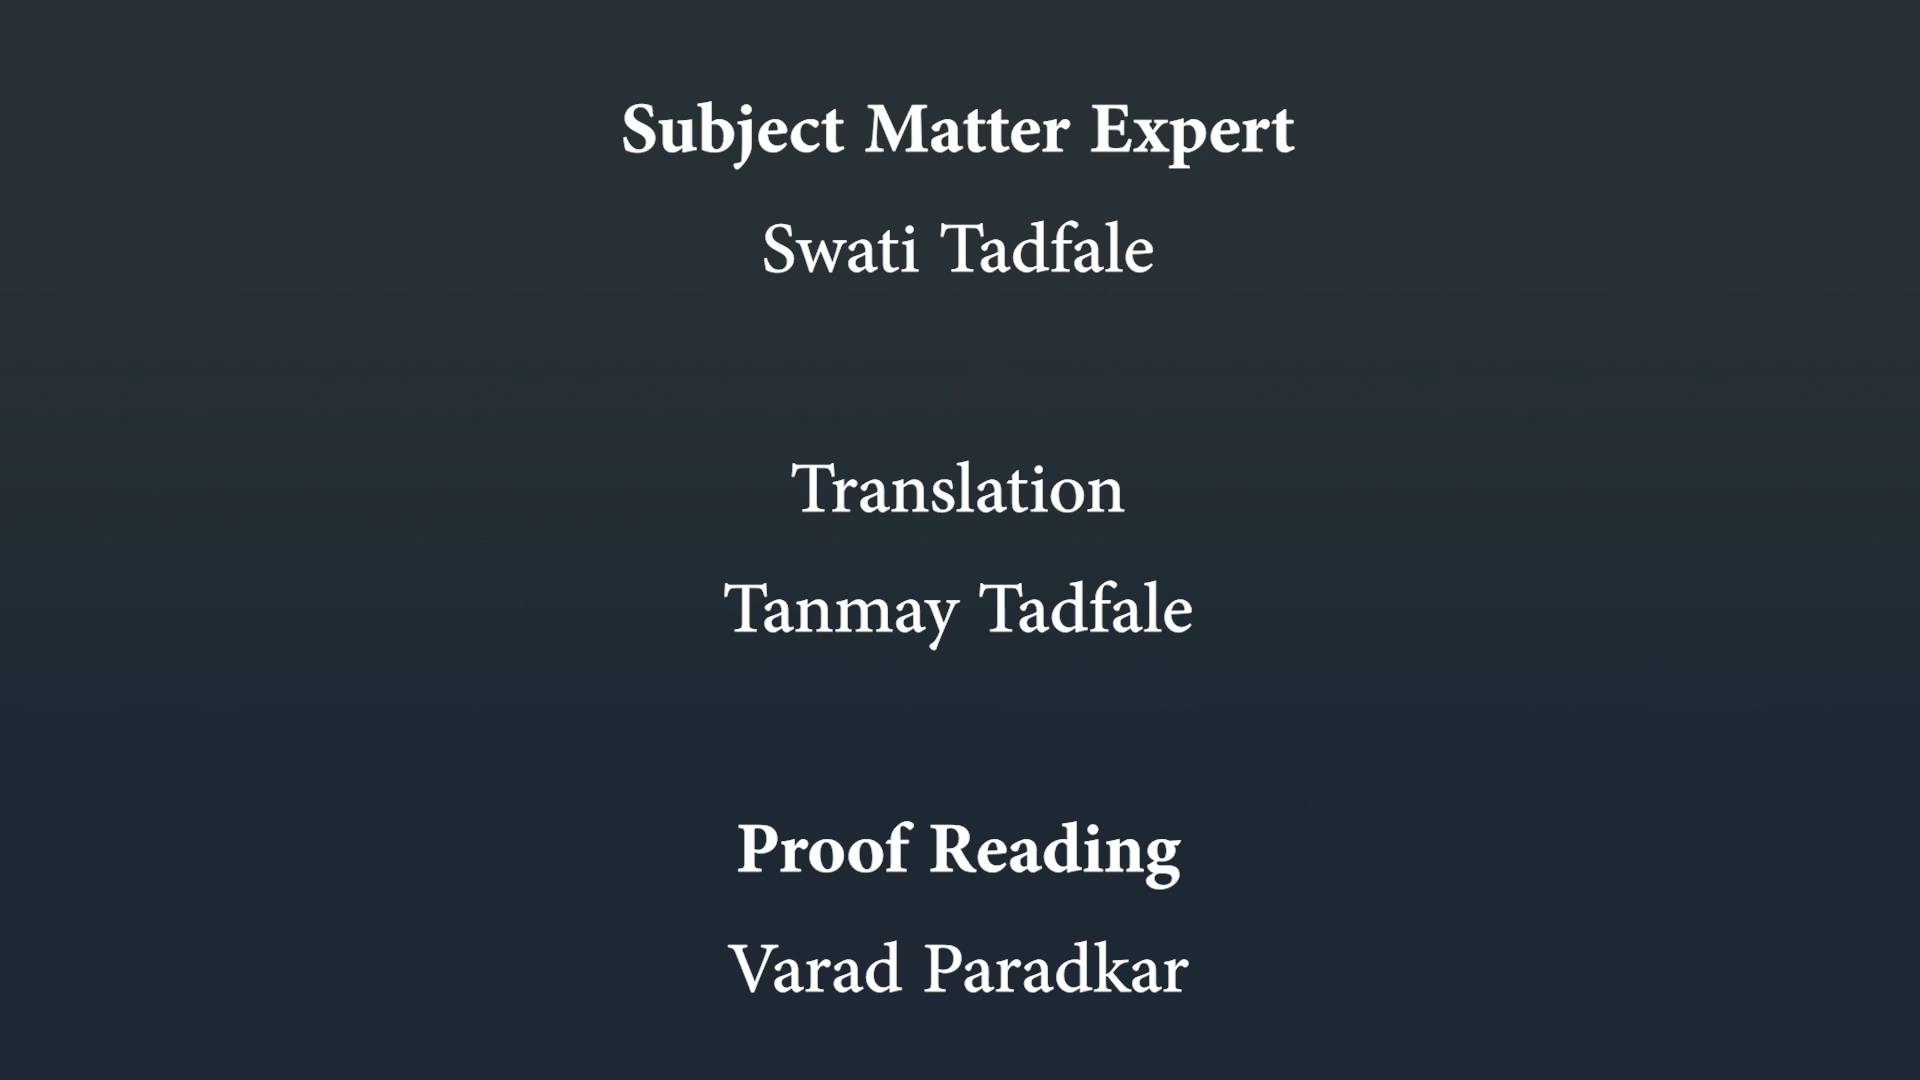 Subject Matter Expert
Swati Tadfale
Translation
Tanmay Tadfale
Proof Reading
Varad Paradkar